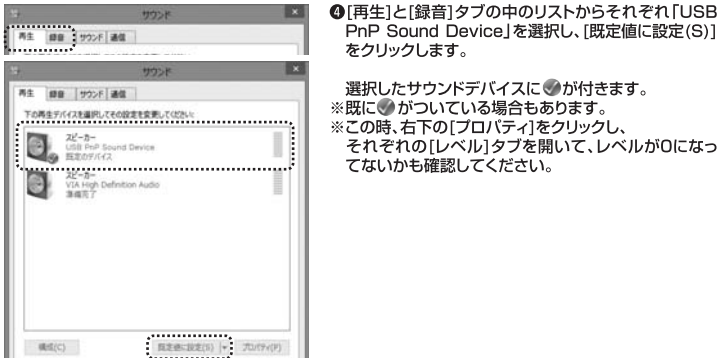 サウンド
再生 録音 サウンド 通信
サウンド
再生 録音 サウンド 通信
下の再生デバイスを選択してその設定を変更してください:
スピーカー
USB PnP Sound Device
既定のデバイス
スピーカー
VIA High Definition Audio
準備完了
構成(C) 既定値に設定(S) プロパティ(P)
❹[再生]と[録音]タブの中のリストからそれぞれ「USB
PnP Sound Device」を選択し、[既定値に設定(S)]
をクリックします。
選択したサウンドデバイスに が付きます。
※既に がついている場合もあります。
※この時、右下の[プロパティ]をクリックし、
それぞれの[レベル]タブを開いて、レベルが0になっ
てないかも確認してください。